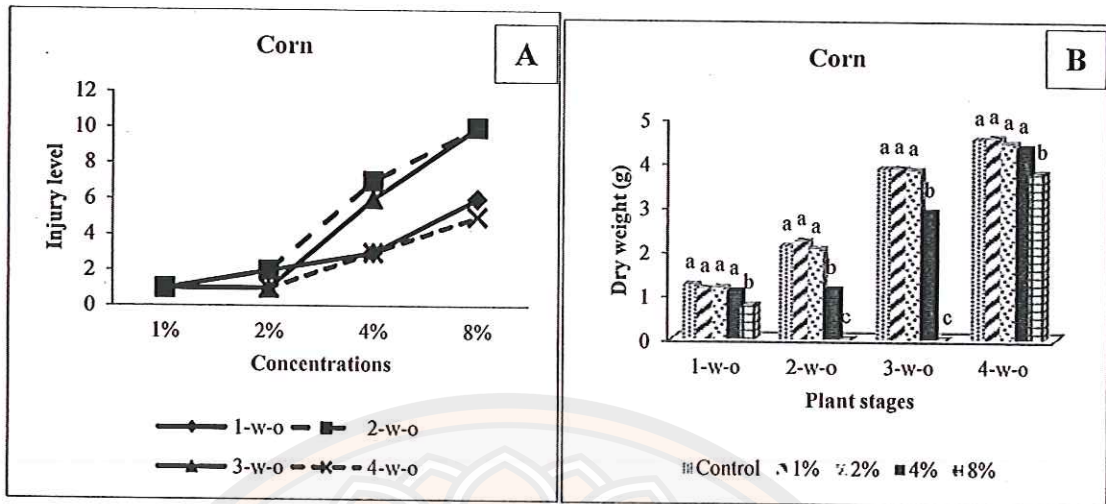 Corn
A
12
10
8
6
4
2
0
Injury level
1% 2% 4% 8%
Concentrations
1-w-o 2-w-o
3-w-o 4-w-o
Corn
B
5
4
3
2
1
0
Dry weight (g)
a a a a b
a a a b c
a a a b c
a a a a b
1-w-o 2-w-o 3-w-o 4-w-o
Plant stages
Control 1% 2% 4% 8%